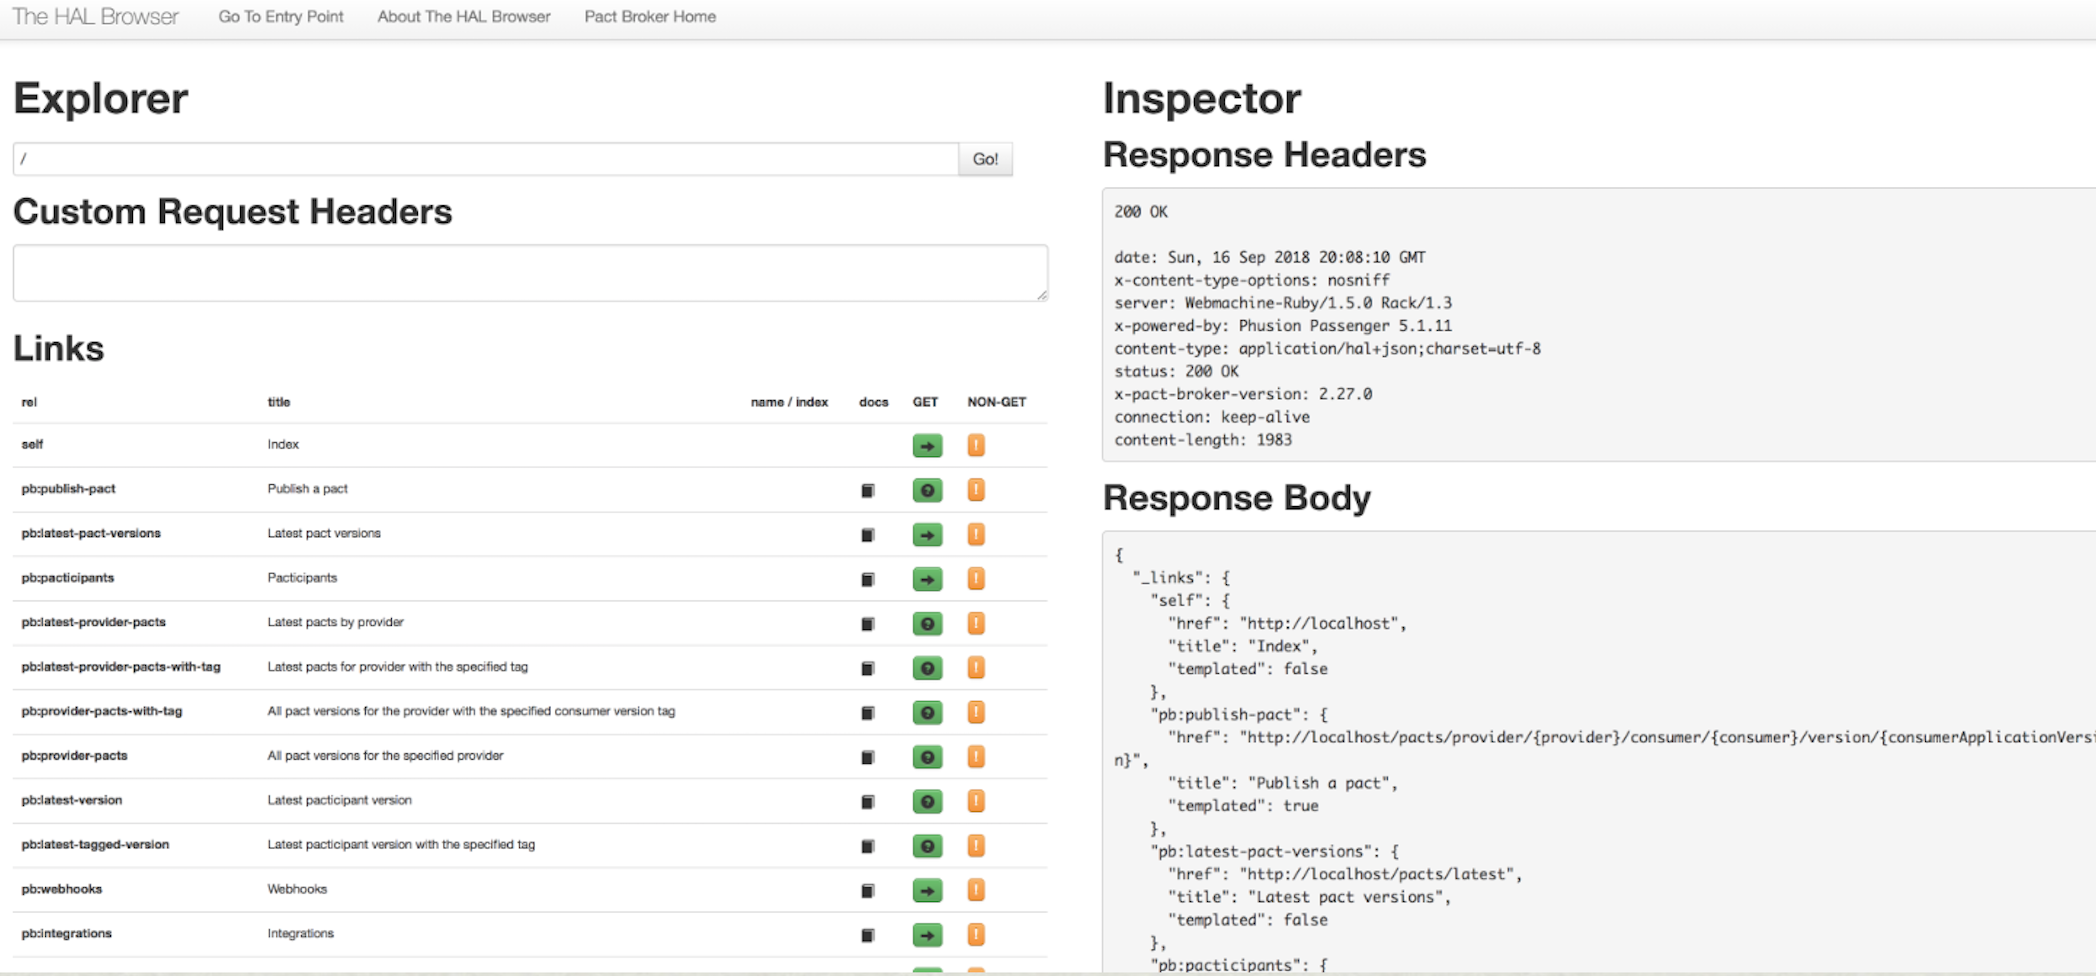 The HAL Browser Go To Entry Point About The HAL Browser Pact Broker Home
Explorer
/ Go!
Custom Request Headers
Links
rel title name / index docs GET NON-GET
self Index
pb:publish-pact Publish a pact
pb:latest-pact-versions Latest pact versions
pb:pacticipants Pacticipants
pb:latest-provider-pacts Latest pacts by provider
pb:latest-provider-pacts-with-tag Latest pacts for provider with the specified tag
pb:provider-pacts-with-tag All pact versions for the provider with the specified consumer version tag
pb:provider-pacts All pact versions for the specified provider
pb:latest-version Latest pacticipant version
pb:latest-tagged-version Latest pacticipant version with the specified tag
pb:webhooks Webhooks
pb:integrations Integrations
Inspector
Response Headers
200 OK
date: Sun, 16 Sep 2018 20:08:10 GMT
x-content-type-options: nosniff
server: Webmachine-Ruby/1.5.0 Rack/1.3
x-powered-by: Phusion Passenger 5.1.11
content-type: application/hal+json;charset=utf-8
status: 200 OK
x-pact-broker-version: 2.27.0
connection: keep-alive
content-length: 1983
Response Body
{
"_links": {
"self": {
"href": "http://localhost",
"title": "Index",
"templated": false
},
"pb:publish-pact": {
"href": "http://localhost/pacts/provider/{provider}/consumer/{consumer}/version/{consumerApplicationVersi
n}",
"title": "Publish a pact",
"templated": true
},
"pb:latest-pact-versions": {
"href": "http://localhost/pacts/latest",
"title": "Latest pact versions",
"templated": false
},
"pb:pacticipants": {